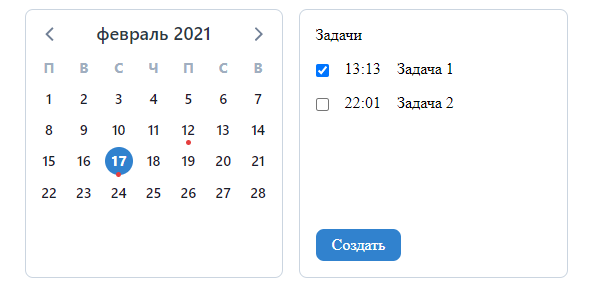 февраль 2021
П В С Ч П С В
1 2 3 4 5 6 7
8 9 10 11 12 13 14
15 16 17 18 19 20 21
22 23 24 25 26 27 28
Задачи
13:13 Задача 1
22:01 Задача 2
Создать